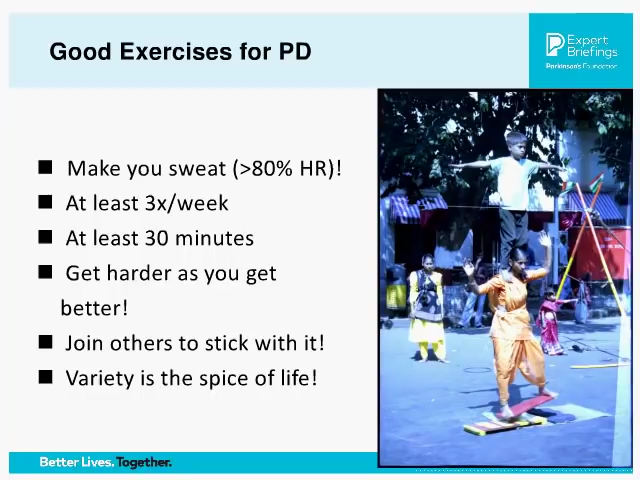 Good Exercises for PD
Expert
Briefings
Parkinson's Foundation
■ Make you sweat (>80% HR)!
■ At least 3x/week
■ At least 30 minutes
■ Get harder as you get
better!
■ Join others to stick with it!
■ Variety is the spice of life!
Better Lives. Together.